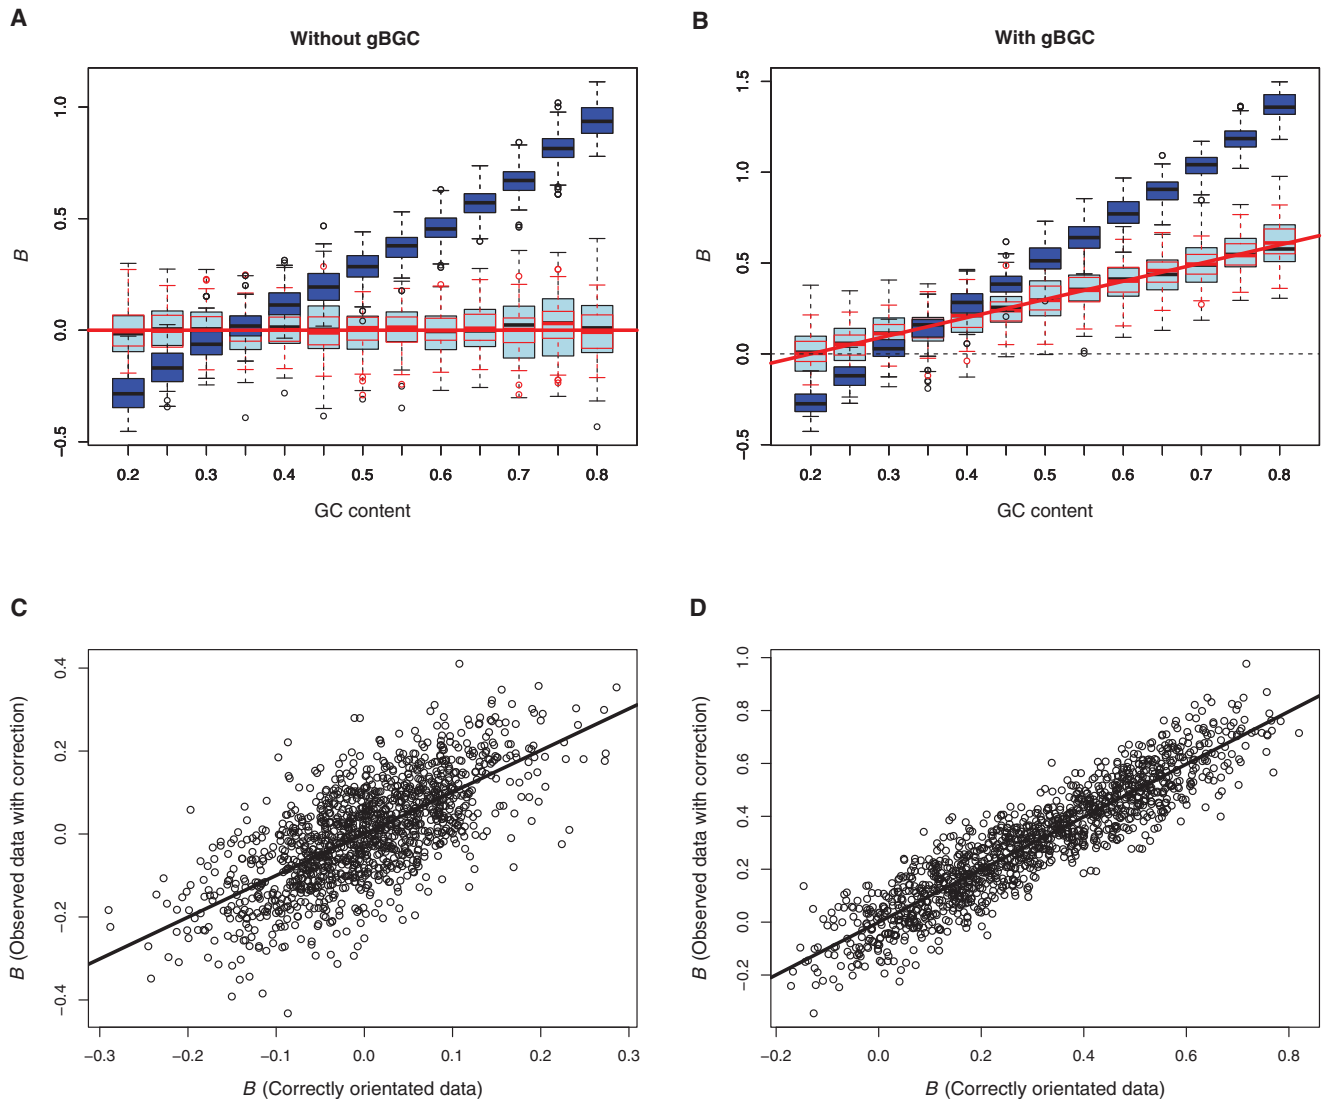 A
Without gBGC
B
1.0
0.5
0.0
−0.5
0.2 0.3 0.4 0.5 0.6 0.7 0.8
GC content
B
With gBGC
B
1.5
1.0
0.5
0.0
−0.5
0.2 0.3 0.4 0.5 0.6 0.7 0.8
GC content
C
B (Observed data with correction)
0.4
0.2
0.0
−0.2
−0.4
−0.3 −0.2 −0.1 0.0 0.1 0.2 0.3
B (Correctly orientated data)
D
B (Observed data with correction)
1.0
0.8
0.6
0.4
0.2
0.0
−0.2
−0.2 0.0 0.2 0.4 0.6 0.8
B (Correctly orientated data)